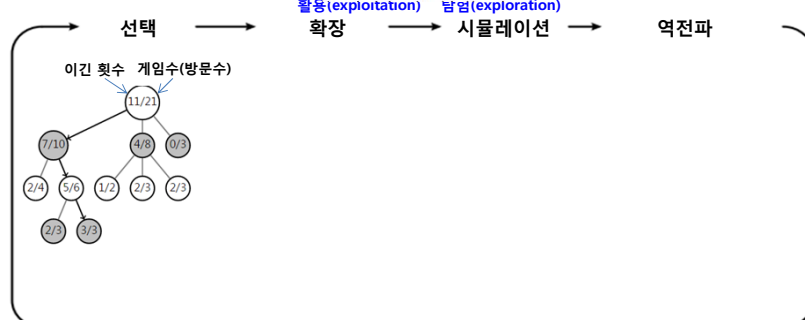 활용(exploitation) 탐험(exploration)
선택 확장 시뮬레이션 역전파
이긴 횟수 게임수(방문수)
11/21
7/10 4/8 0/3
2/4 5/6 1/2 2/3 2/3
2/3 3/3